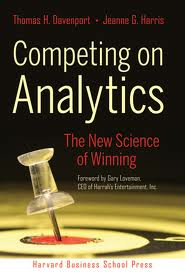 Thomas H. Davenport • Jeanne G. Harris
Competing on
Analytics
The New Science
of Winning
Foreword by Gary Loveman,
CEO of Harrah's Entertainment, Inc.
Harvard Business School Press